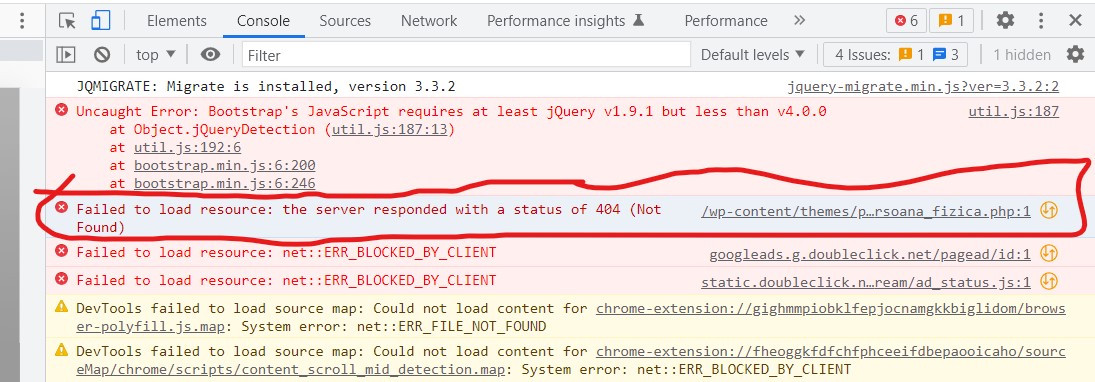 Elements Console Sources Network Performance insights Performance 6 1
top Filter Default levels 4 Issues: 1 3 1 hidden
JQMIGRATE: Migrate is installed, version 3.3.2 jquery-migrate.min.js?ver=3.3.2:2
Uncaught Error: Bootstrap's JavaScript requires at least jQuery v1.9.1 but less than v4.0.0 util.js:187
at Object.jQueryDetection (util.js:187:13)
at util.js:192:6
at bootstrap.min.js:6:200
at bootstrap.min.js:6:246
Failed to load resource: the server responded with a status of 404 (Not /wp-content/themes/p…rsoana_fizica.php:1
Found)
Failed to load resource: net::ERR_BLOCKED_BY_CLIENT googleads.g.doubleclick.net/pagead/id:1
Failed to load resource: net::ERR_BLOCKED_BY_CLIENT static.doubleclick.n…ream/ad_status.js:1
DevTools failed to load source map: Could not load content for chrome-extension://gighmmpiobklfepjocnamgkkbiglidom/brows
er-polyfill.js.map: System error: net::ERR_FILE_NOT_FOUND
DevTools failed to load source map: Could not load content for chrome-extension://fheoggkfdfchfphceeifdbepaooicaho/sourc
eMap/chrome/scripts/content_scroll_mid_detection.map: System error: net::ERR_BLOCKED_BY_CLIENT